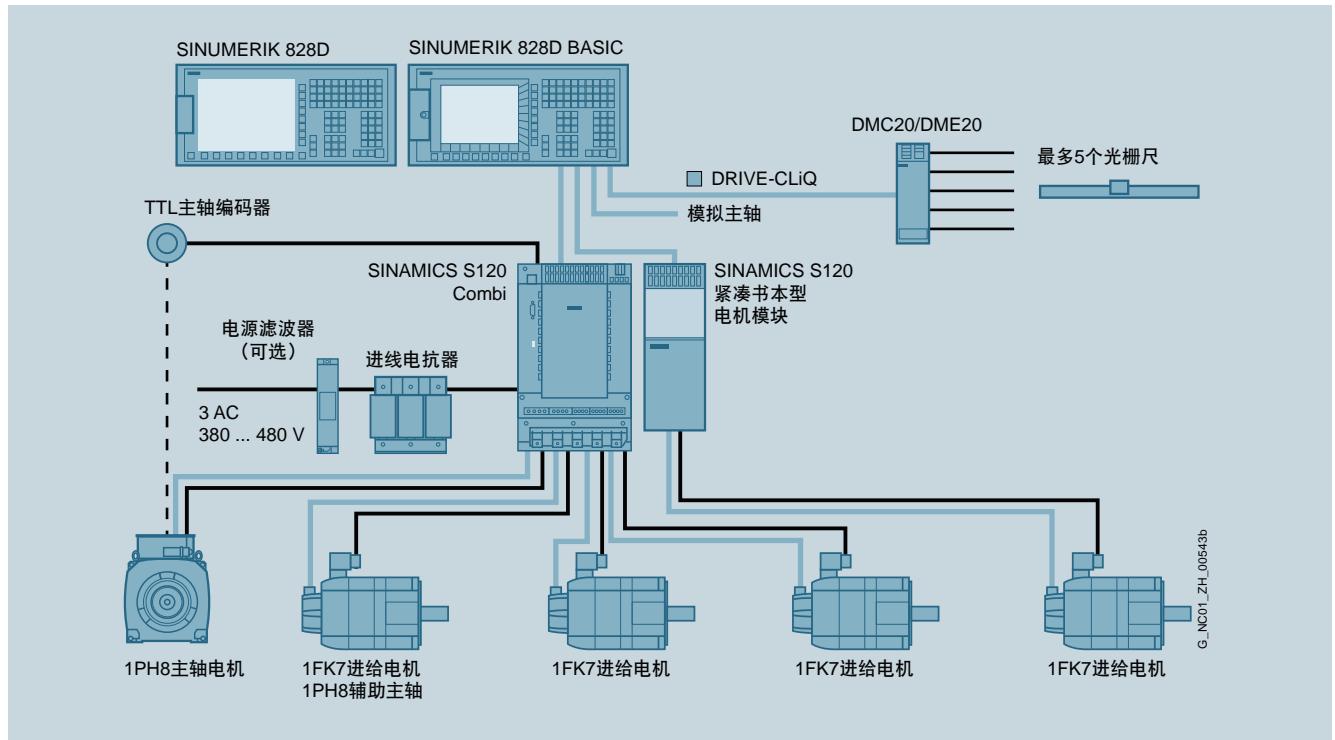 SINUMERIK 828D
SINUMERIK 828D BASIC
DMC20/DME20
最多5个光栅尺
DRIVE-CLiQ
模拟主轴
TTL主轴编码器
SINAMICS S120
Combi
SINAMICS S120
紧凑书本型
电机模块
电源滤波器
（可选）
进线电抗器
3 AC
380 ... 480 V
1PH8主轴电机
1FK7进给电机
1PH8辅助主轴
1FK7进给电机
1FK7进给电机
1FK7进给电机
G_NC01_ZH_00543b